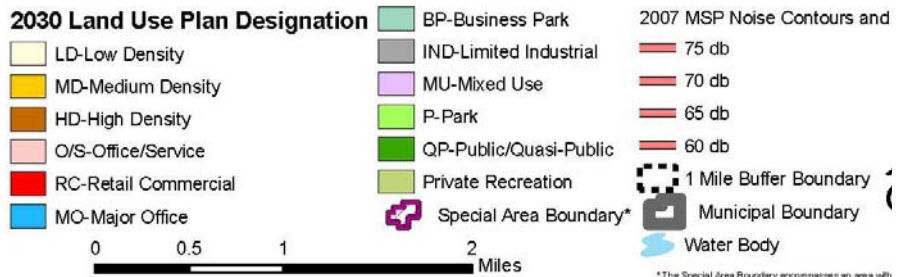 2030 Land Use Plan Designation
LD-Low Density
MD-Medium Density
HD-High Density
O/S-Office/Service
RC-Retail Commercial
MO-Major Office
BP-Business Park
IND-Limited Industrial
MU-Mixed Use
P-Park
QP-Public/Quasi-Public
Private Recreation
Special Area Boundary*
2007 MSP Noise Contours and
75 db
70 db
65 db
60 db
1 Mile Buffer Boundary
Municipal Boundary
Water Body
0 1 2
Miles
*The Special Area Boundary encompasses an area with